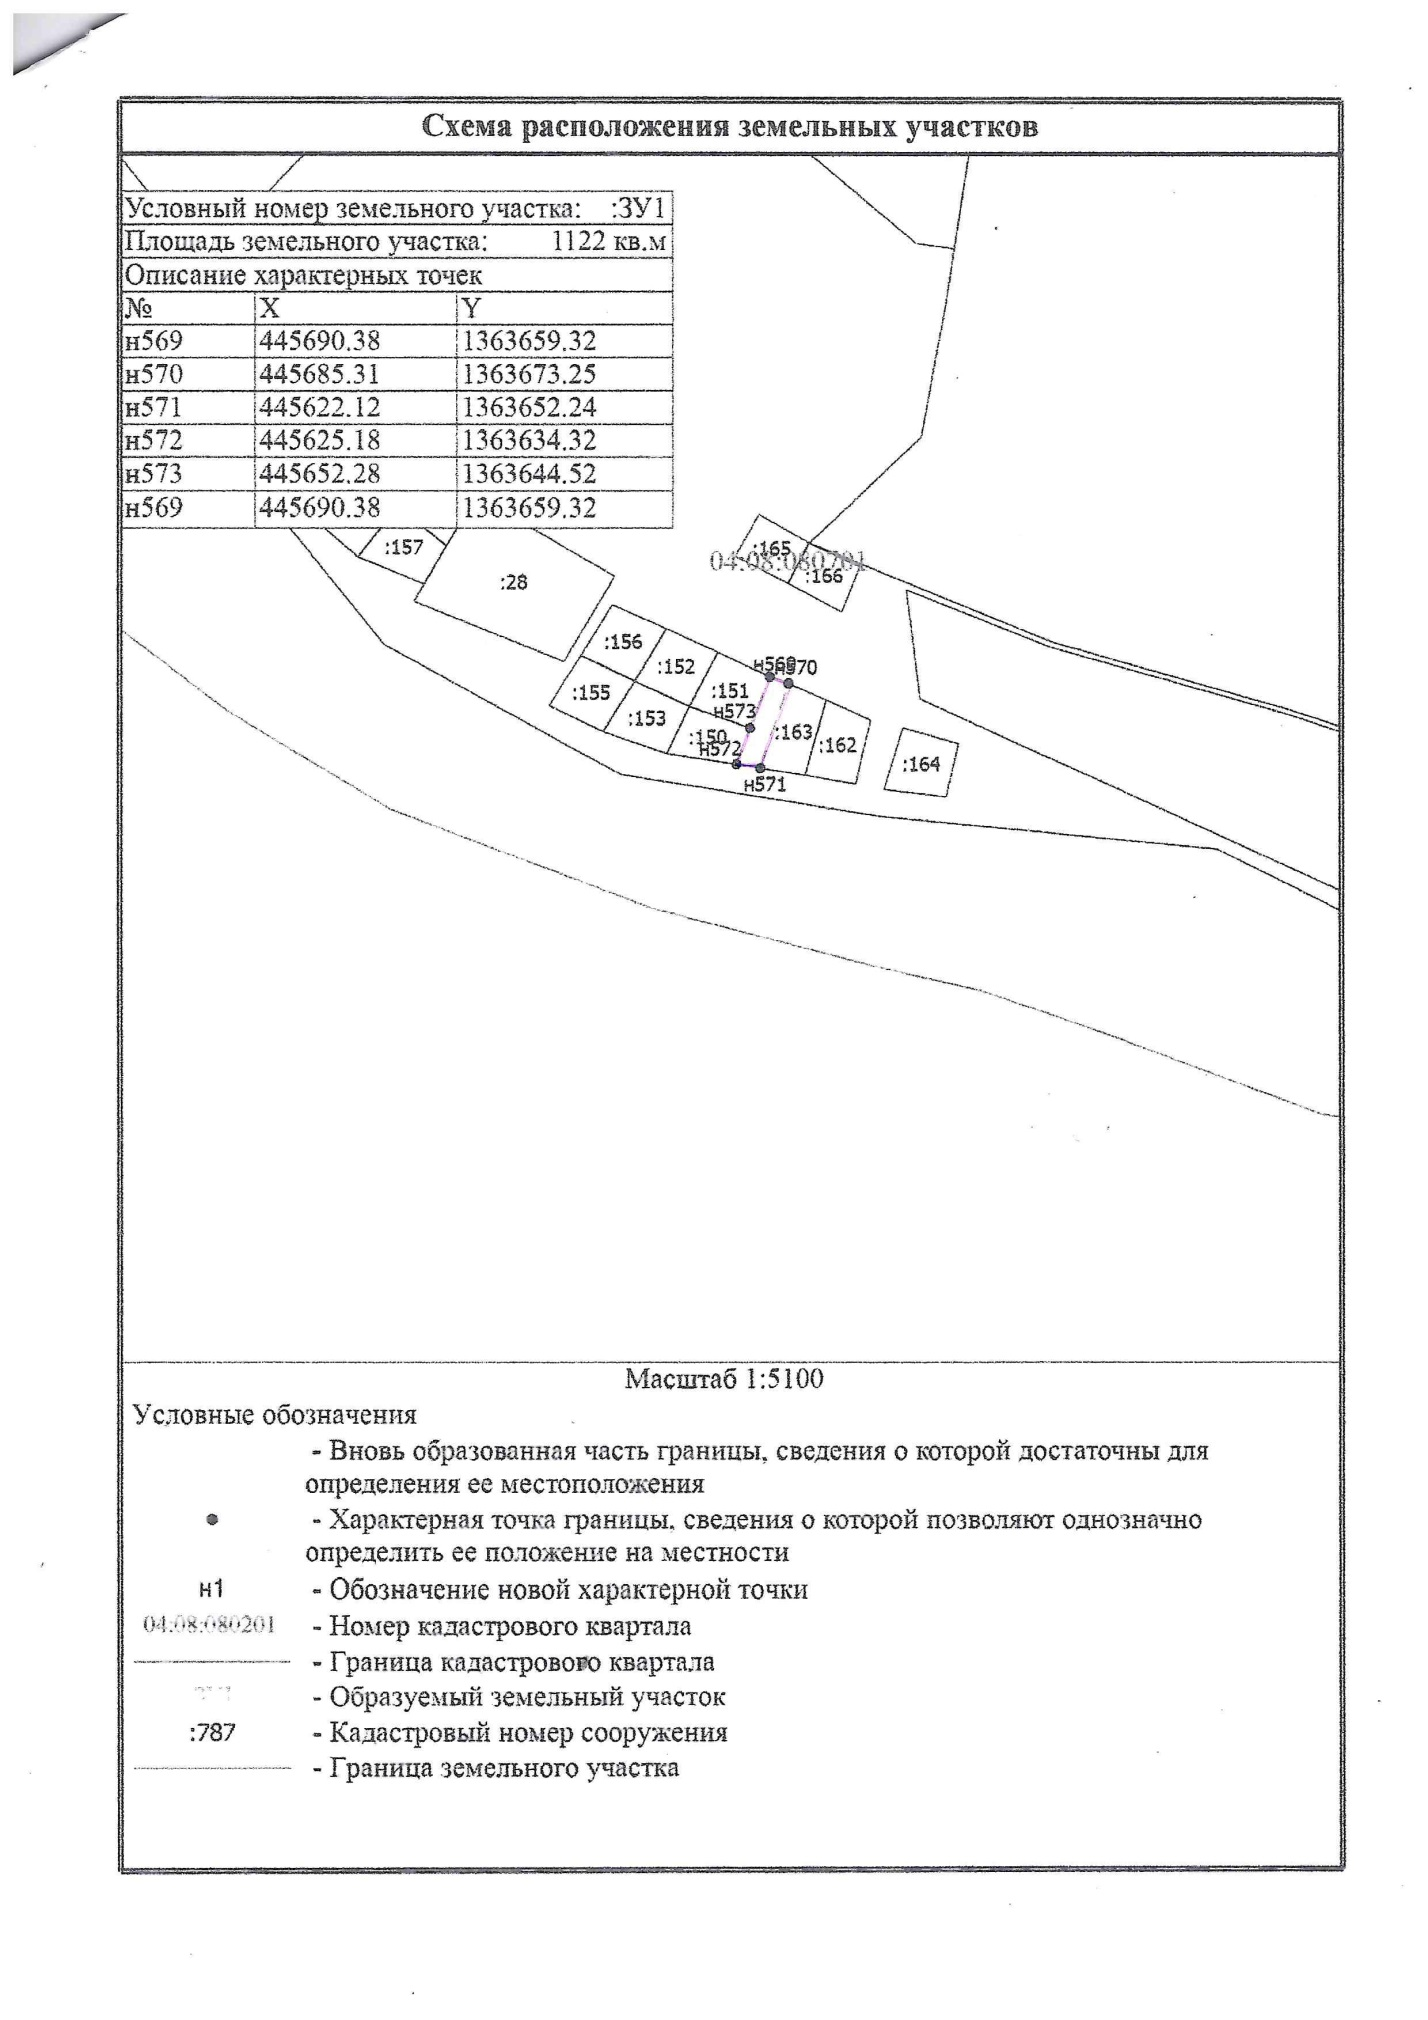 Схема расположения земельных участков
Условный номер земельного участка: :ЗУ1
Площадь земельного участка: 1122 кв.м
Описание характерных точек
№ X Y
н569 445690.38 1363659.32
н570 445685.31 1363673.25
н571 445622.12 1363652.24
н572 445625.18 1363634.32
н573 445652.28 1363644.52
н569 445690.38 1363659.32
:157
:28
:165
04:08:080701
:166
:156
:152
н569
н570
:155
:151
:153
н573
:150
:163
:162
н572
:164
н571
Масштаб 1:5100
Условные обозначения
- Вновь образованная часть границы, сведения о которой достаточны для
определения ее местоположения
- Характерная точка границы, сведения о которой позволяют однозначно
определить ее положение на местности
н1 - Обозначение новой характерной точки
04:08:080201 - Номер кадастрового квартала
- Граница кадастрового квартала
- Образуемый земельный участок
:787 - Кадастровый номер сооружения
- Граница земельного участка